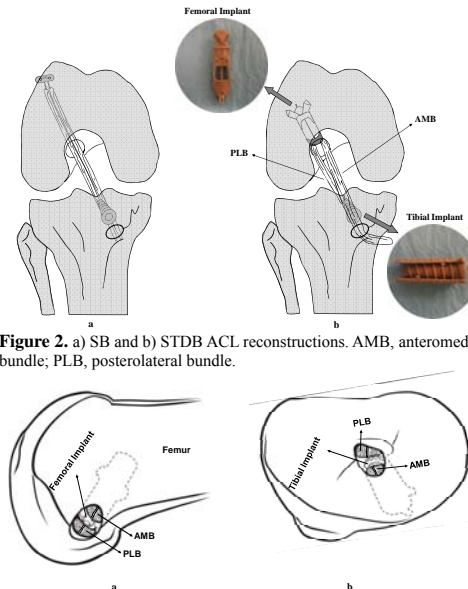 Femoral Implant
AMB
PLB
Tibial Implant
a
b
Figure 2. a) SB and b) STDB ACL reconstructions. AMB, anteromed
bundle; PLB, posterolateral bundle.
Femoral Implant
Femur
AMB
PLB
a
PLB
Tibial Implant
AMB
b